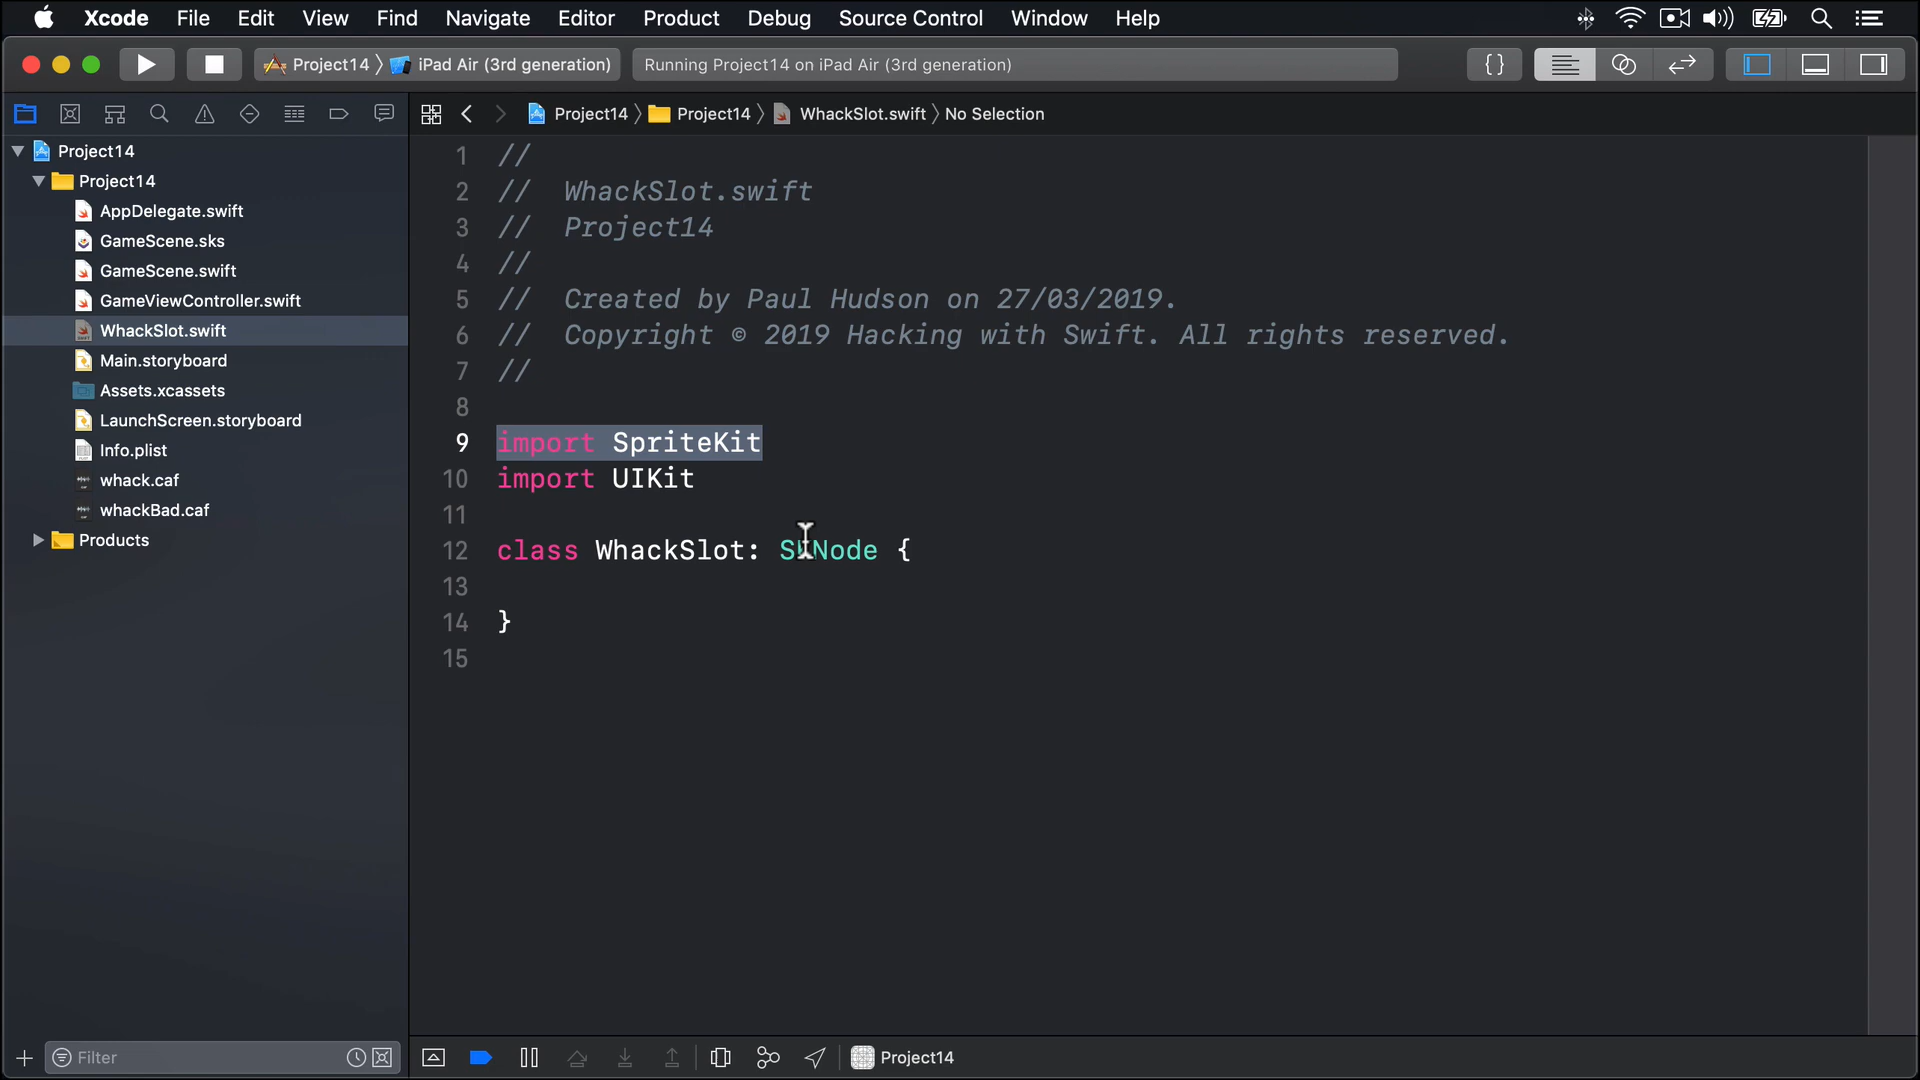 Xcode File Edit View Find Navigate Editor Product Debug Source Control Window Help
Project14 iPad Air (3rd generation) Running Project14 on iPad Air (3rd generation) {}
Project14 Project14 WhackSlot.swift No Selection
Project14
Project14
AppDelegate.swift
GameScene.sks
GameScene.swift
GameViewController.swift
WhackSlot.swift
Main.storyboard
Assets.xcassets
LaunchScreen.storyboard
Info.plist
whack.caf
whackBad.caf
Products
1 //
2 //  WhackSlot.swift
3 //  Project14
4 //
5 //  Created by Paul Hudson on 27/03/2019.
6 //  Copyright © 2019 Hacking with Swift. All rights reserved.
7 //
8
9 import SpriteKit
10 import UIKit
11
12 class WhackSlot: SKNode {
13
14 }
15
Filter
Project14